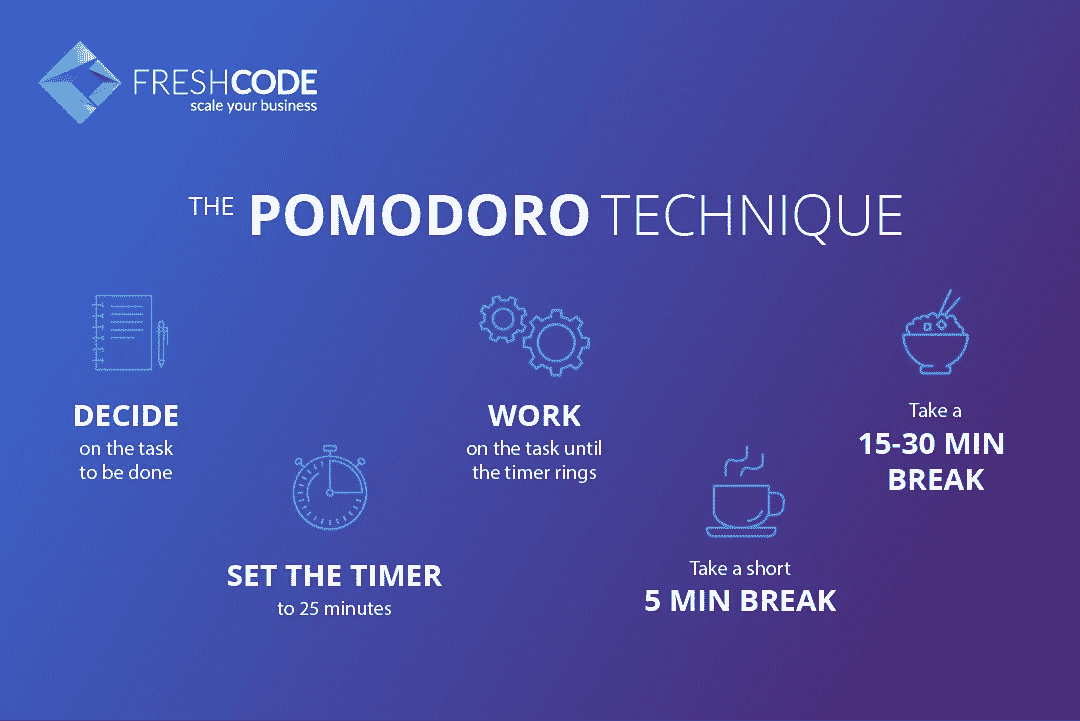 FRESHCODE
scale your business
THE POMODORO TECHNIQUE
DECIDE
on the task
to be done
SET THE TIMER
to 25 minutes
WORK
on the task until
the timer rings
Take a short
5 MIN BREAK
Take a
15-30 MIN
BREAK